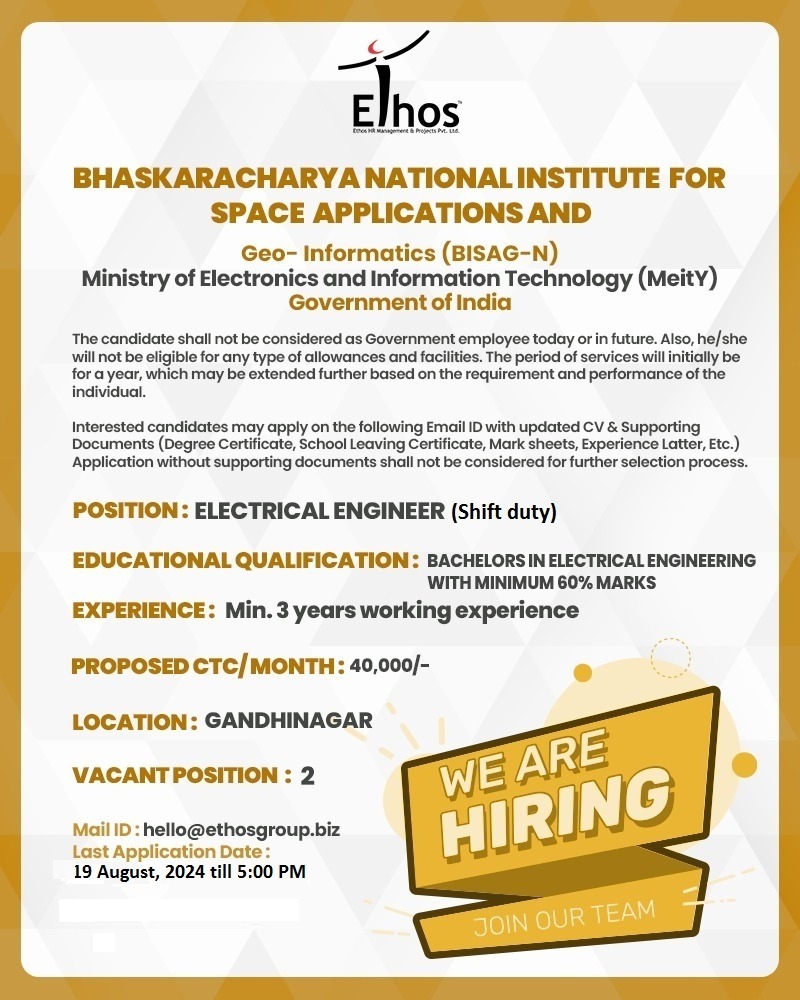 Ethos
Ethos HR Management & Projects Pvt. Ltd.
BHASKARACHARYA NATIONAL INSTITUTE FOR
SPACE APPLICATIONS AND
Geo- Informatics (BISAG-N)
Ministry of Electronics and Information Technology (MeitY)
Government of India
The candidate shall not be considered as Government employee today or in future. Also, he/she
will not be eligible for any type of allowances and facilities. The period of services will initially be
for a year, which may be extended further based on the requirement and performance of the
individual.
Interested candidates may apply on the following Email ID with updated CV & Supporting
Documents (Degree Certificate, School Leaving Certificate, Mark sheets, Experience Latter, Etc.)
Application without supporting documents shall not be considered for further selection process.
POSITION : ELECTRICAL ENGINEER (Shift duty)
EDUCATIONAL QUALIFICATION : BACHELORS IN ELECTRICAL ENGINEERING
WITH MINIMUM 60% MARKS
EXPERIENCE : Min. 3 years working experience
PROPOSED CTC/ MONTH : 40,000/-
LOCATION : GANDHINAGAR
VACANT POSITION : 2
Mail ID : hello@ethosgroup.biz
Last Application Date :
19 August, 2024 till 5:00 PM
WE ARE
HIRING
JOIN OUR TEAM